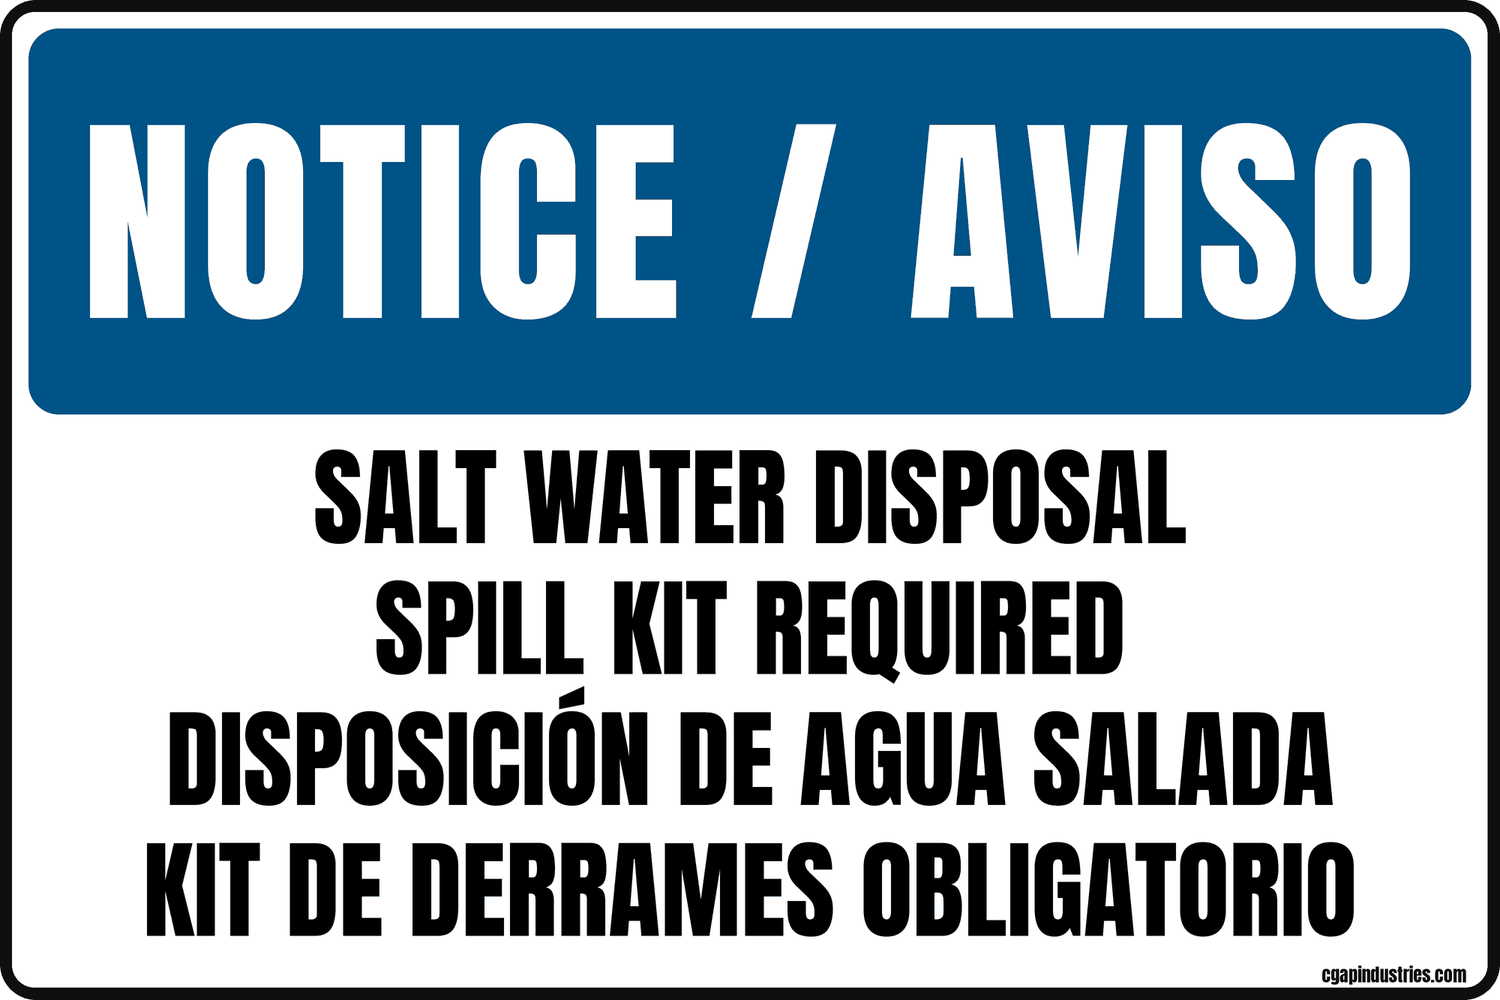 NOTICE / AVISO
SALT WATER DISPOSAL
SPILL KIT REQUIRED
DISPOSICIÓN DE AGUA SALADA
KIT DE DERRAMES OBLIGATORIO
cgapindustries.com